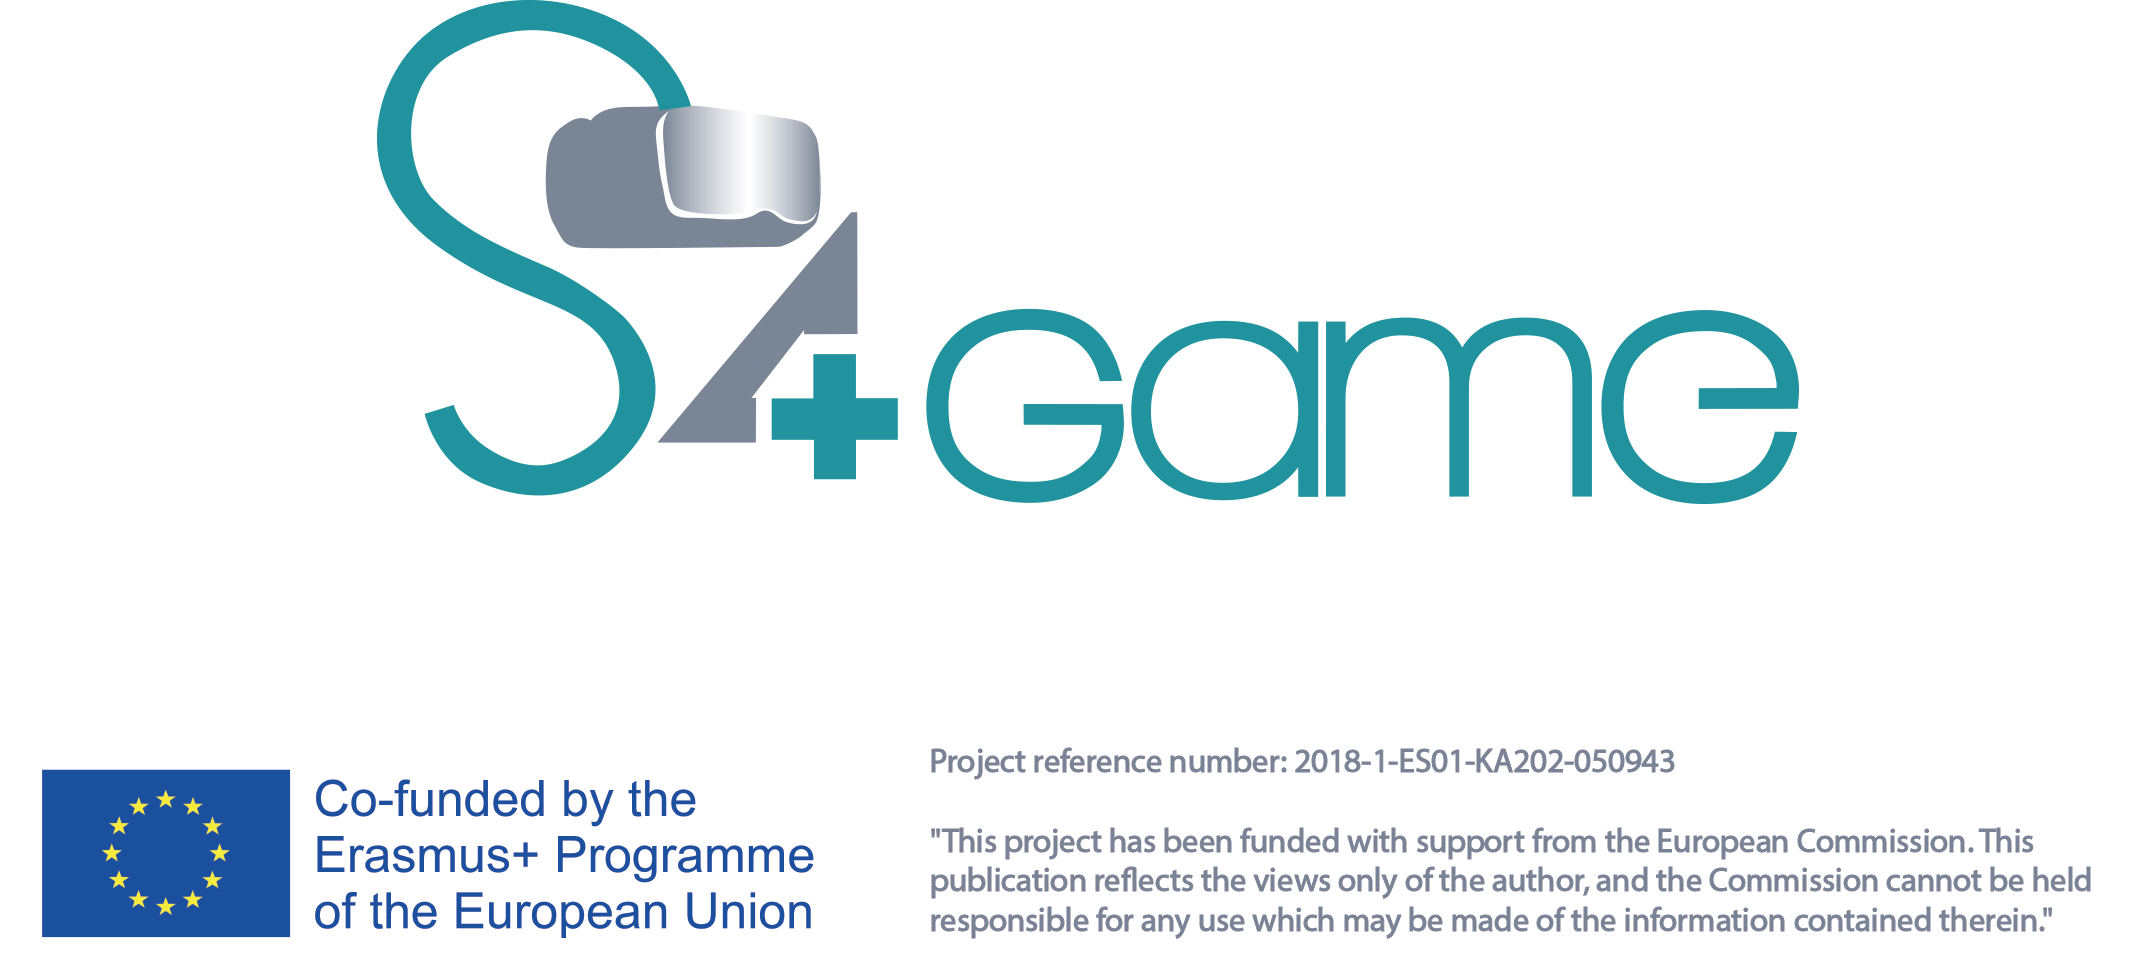 S4Game
Co-funded by the
Erasmus+ Programme
of the European Union
Project reference number: 2018-1-ES01-KA202-050943
"This project has been funded with support from the European Commission. This
publication reflects the views only of the author, and the Commission cannot be held
responsible for any use which may be made of the information contained therein."